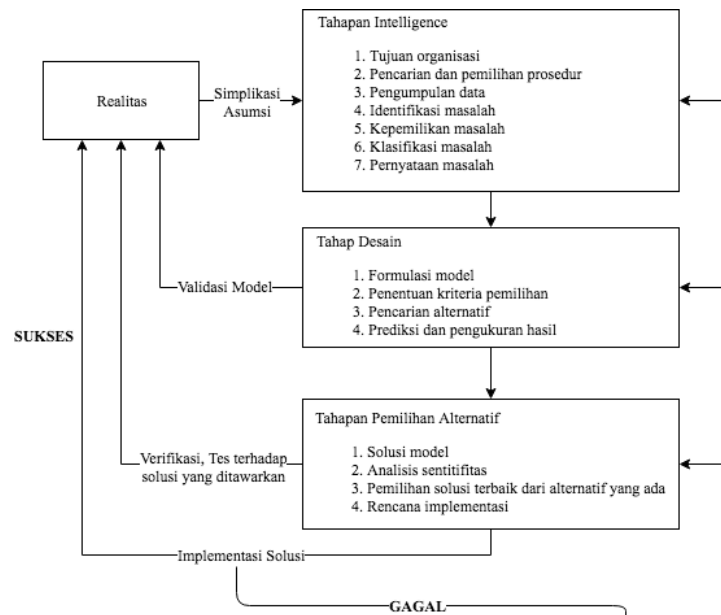 Tahapan Intelligence
1. Tujuan organisasi
2. Pencarian dan pemilihan prosedur
3. Pengumpulan data
4. Identifikasi masalah
5. Kepemilikan masalah
6. Klasifikasi masalah
7. Pernyataan masalah
Realitas
Simplikasi
Asumsi
Tahap Desain
1. Formulasi model
2. Penentuan kriteria pemilihan
3. Pencarian alternatif
4. Prediksi dan pengukuran hasil
Validasi Model
SUKSES
Tahapan Pemilihan Alternatif
1. Solusi model
2. Analisis sentitifitas
3. Pemilihan solusi terbaik dari alternatif yang ada
4. Rencana implementasi
Verifikasi, Tes terhadap
solusi yang ditawarkan
Implementasi Solusi
GAGAL